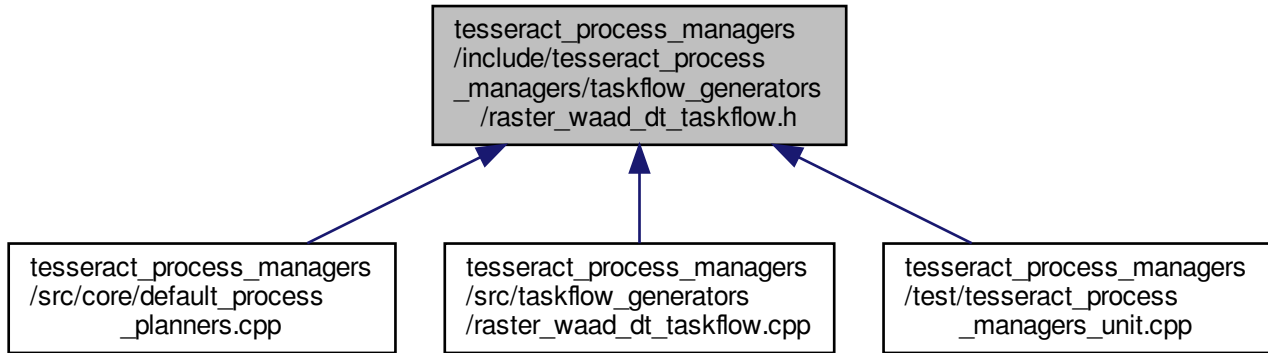 tesseract_process_managers
/include/tesseract_process
_managers/taskflow_generators
/raster_waad_dt_taskflow.h
tesseract_process_managers
/src/core/default_process
_planners.cpp
tesseract_process_managers
/src/taskflow_generators
/raster_waad_dt_taskflow.cpp
tesseract_process_managers
/test/tesseract_process
_managers_unit.cpp